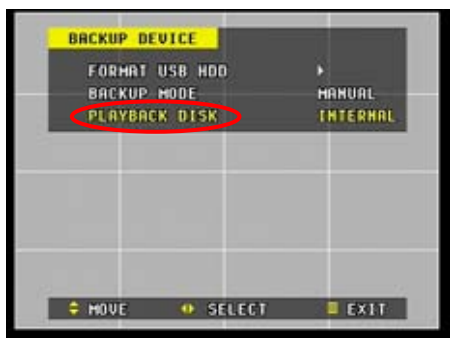 BACKUP DEVICE
FORMAT USB HDD
BACKUP MODE MANUAL
PLAYBACK DISK INTERNAL
MOVE SELECT EXIT